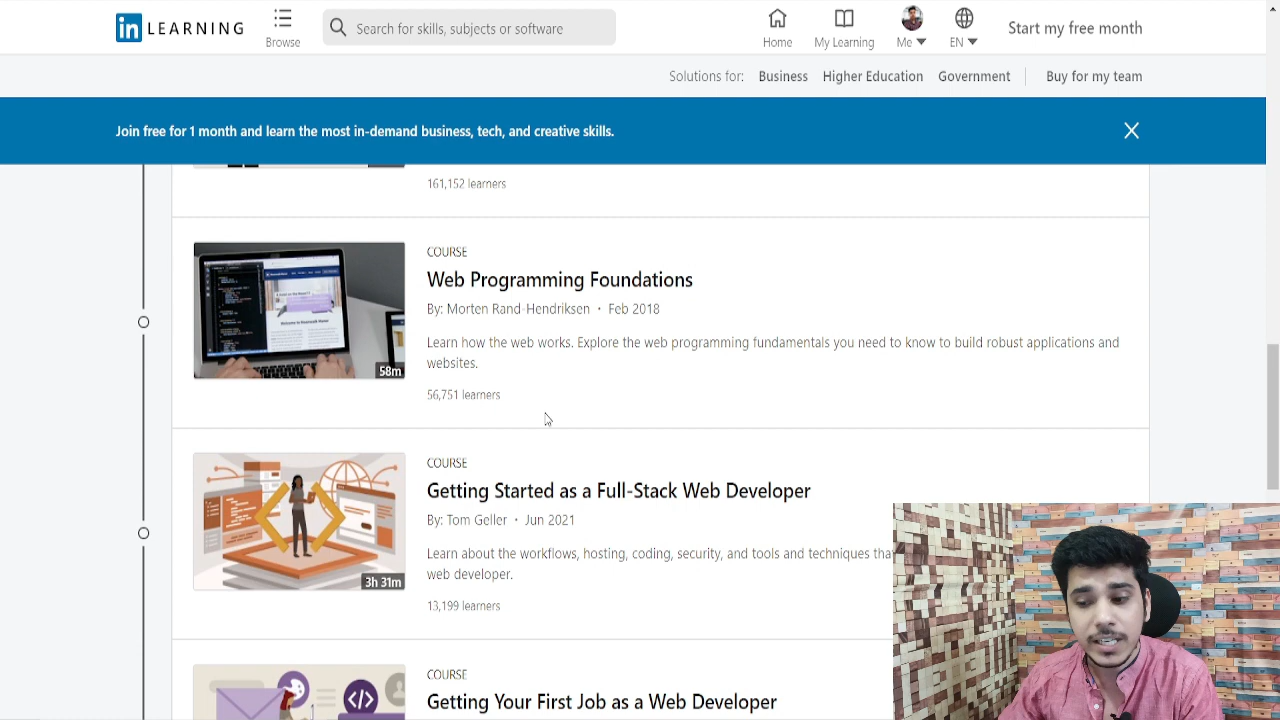 in LEARNING
Browse
Search for skills, subjects or software
Home
My Learning
Me
EN
Start my free month
Solutions for: Business Higher Education Government Buy for my team
Join free for 1 month and learn the most in-demand business, tech, and creative skills.
161,152 learners
58m
COURSE
Web Programming Foundations
By: Morten Rand-Hendriksen · Feb 2018
Learn how the web works. Explore the web programming fundamentals you need to know to build robust applications and
websites.
56,751 learners
3h 31m
COURSE
Getting Started as a Full-Stack Web Developer
By: Tom Geller · Jun 2021
Learn about the workflows, hosting, coding, security, and tools and techniques
web developer.
13,199 learners
COURSE
Getting Your First Job as a Web Developer